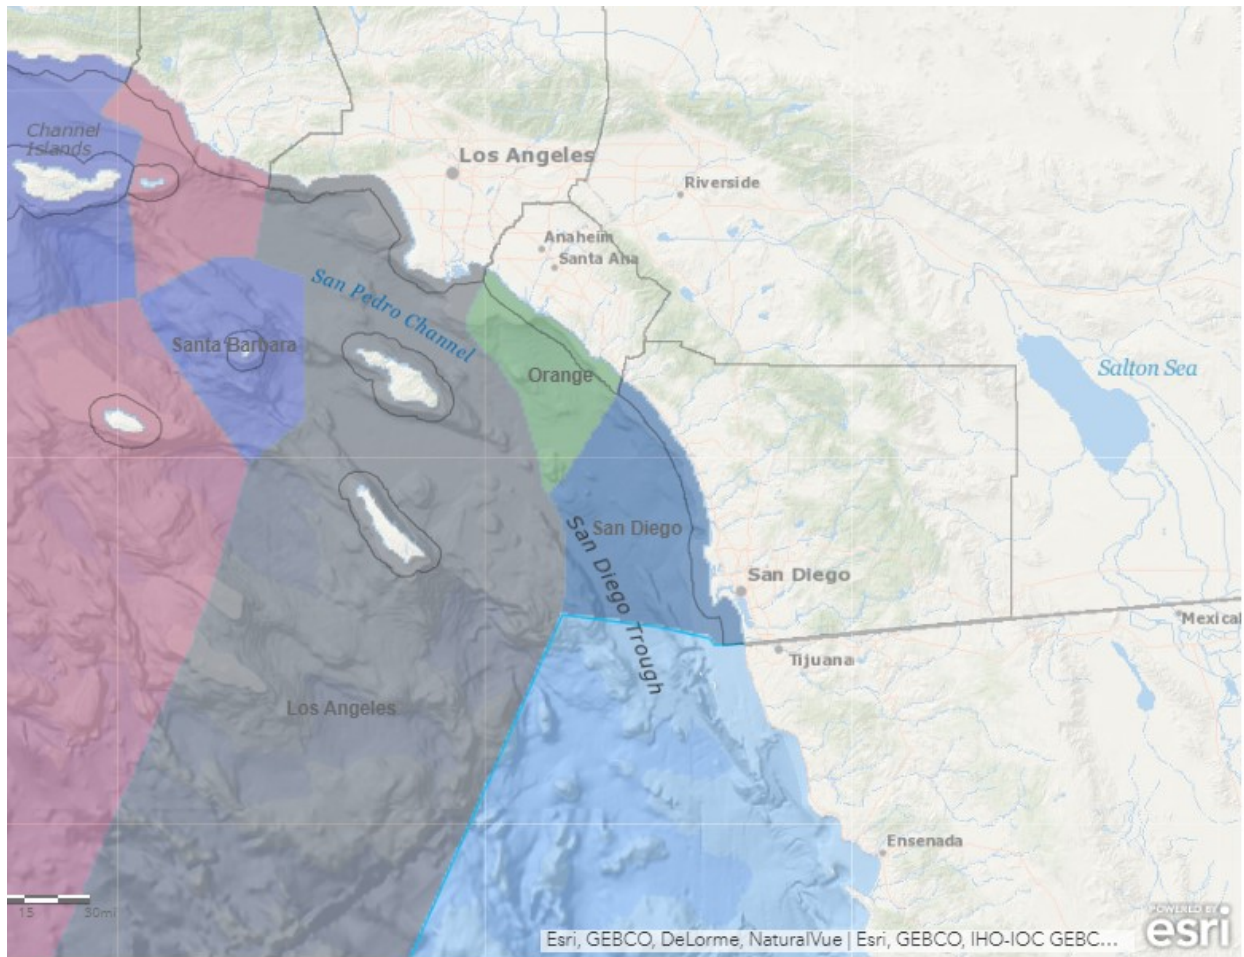 Channel
Islands
Los Angeles
Riverside
Anaheim
Santa Ana
San Pedro Channel
Santa Barbara
Orange
Salton Sea
San Diego
San Diego Trough
San Diego
Mexical
Tijuana
Los Angeles
Ensenada
15 30mi
POWERED BY
esri
Esri, GEBCO, DeLorme, NaturalVue | Esri, GEBCO, IHO-IOC GEBC...